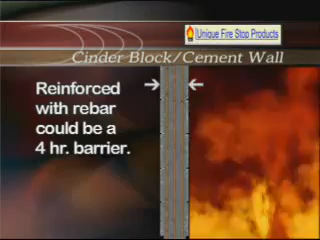 Unique Fire Stop Products
Cinder Block/Cement Wall
Reinforced
with rebar
could be a
4 hr. barrier.